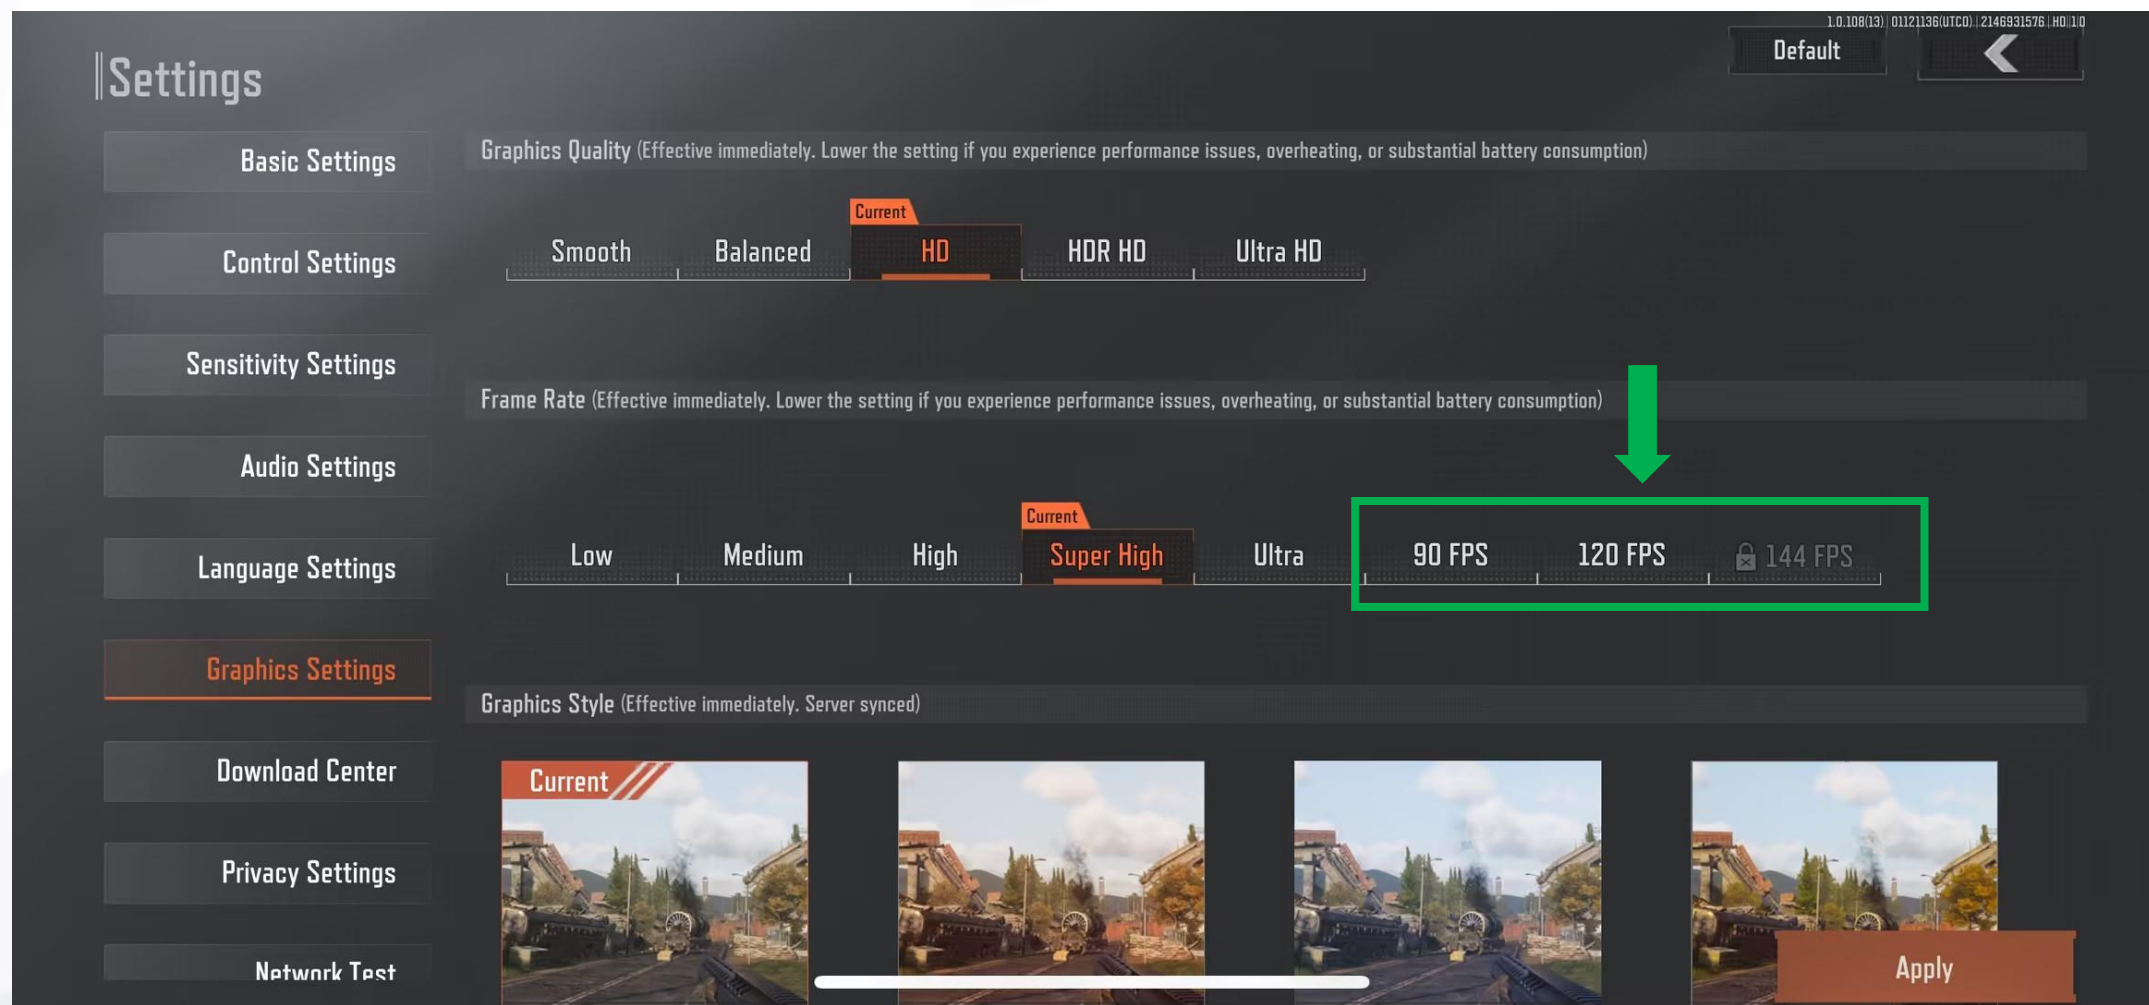 1.0.108(13) 01121136(UTC0) 2146931576 HD 1 0
Settings
Default
Basic Settings
Control Settings
Sensitivity Settings
Audio Settings
Language Settings
Graphics Settings
Download Center
Privacy Settings
Network Test
Graphics Quality (Effective immediately. Lower the setting if you experience performance issues, overheating, or substantial battery consumption)
Current
Smooth Balanced HD HDR HD Ultra HD
Frame Rate (Effective immediately. Lower the setting if you experience performance issues, overheating, or substantial battery consumption)
Current
Low Medium High Super High Ultra 90 FPS 120 FPS 144 FPS
Graphics Style (Effective immediately. Server synced)
Current
Apply